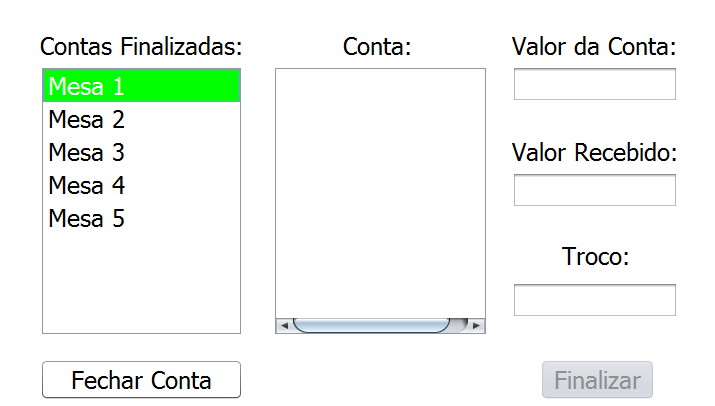 Contas Finalizadas:
Mesa 1
Mesa 2
Mesa 3
Mesa 4
Mesa 5
Fechar Conta
Conta:
Valor da Conta:
Valor Recebido:
Troco:
Finalizar